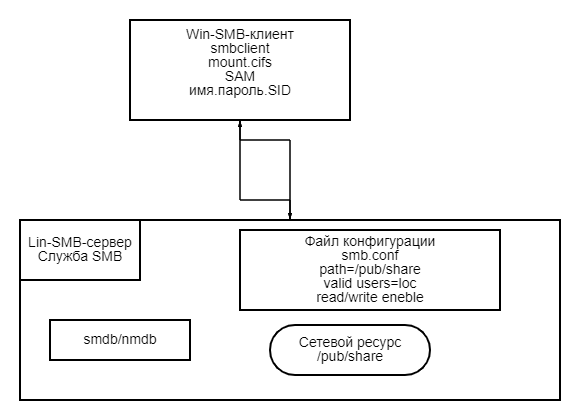 Win-SMB-клиент
smbclient
mount.cifs
SAM
имя.пароль.SID
Lin-SMB-сервер
Служба SMB
Файл конфигурации
smb.conf
path=/pub/share
valid users=loc
read/write eneble
smdb/nmdb
Сетевой ресурс
/pub/share